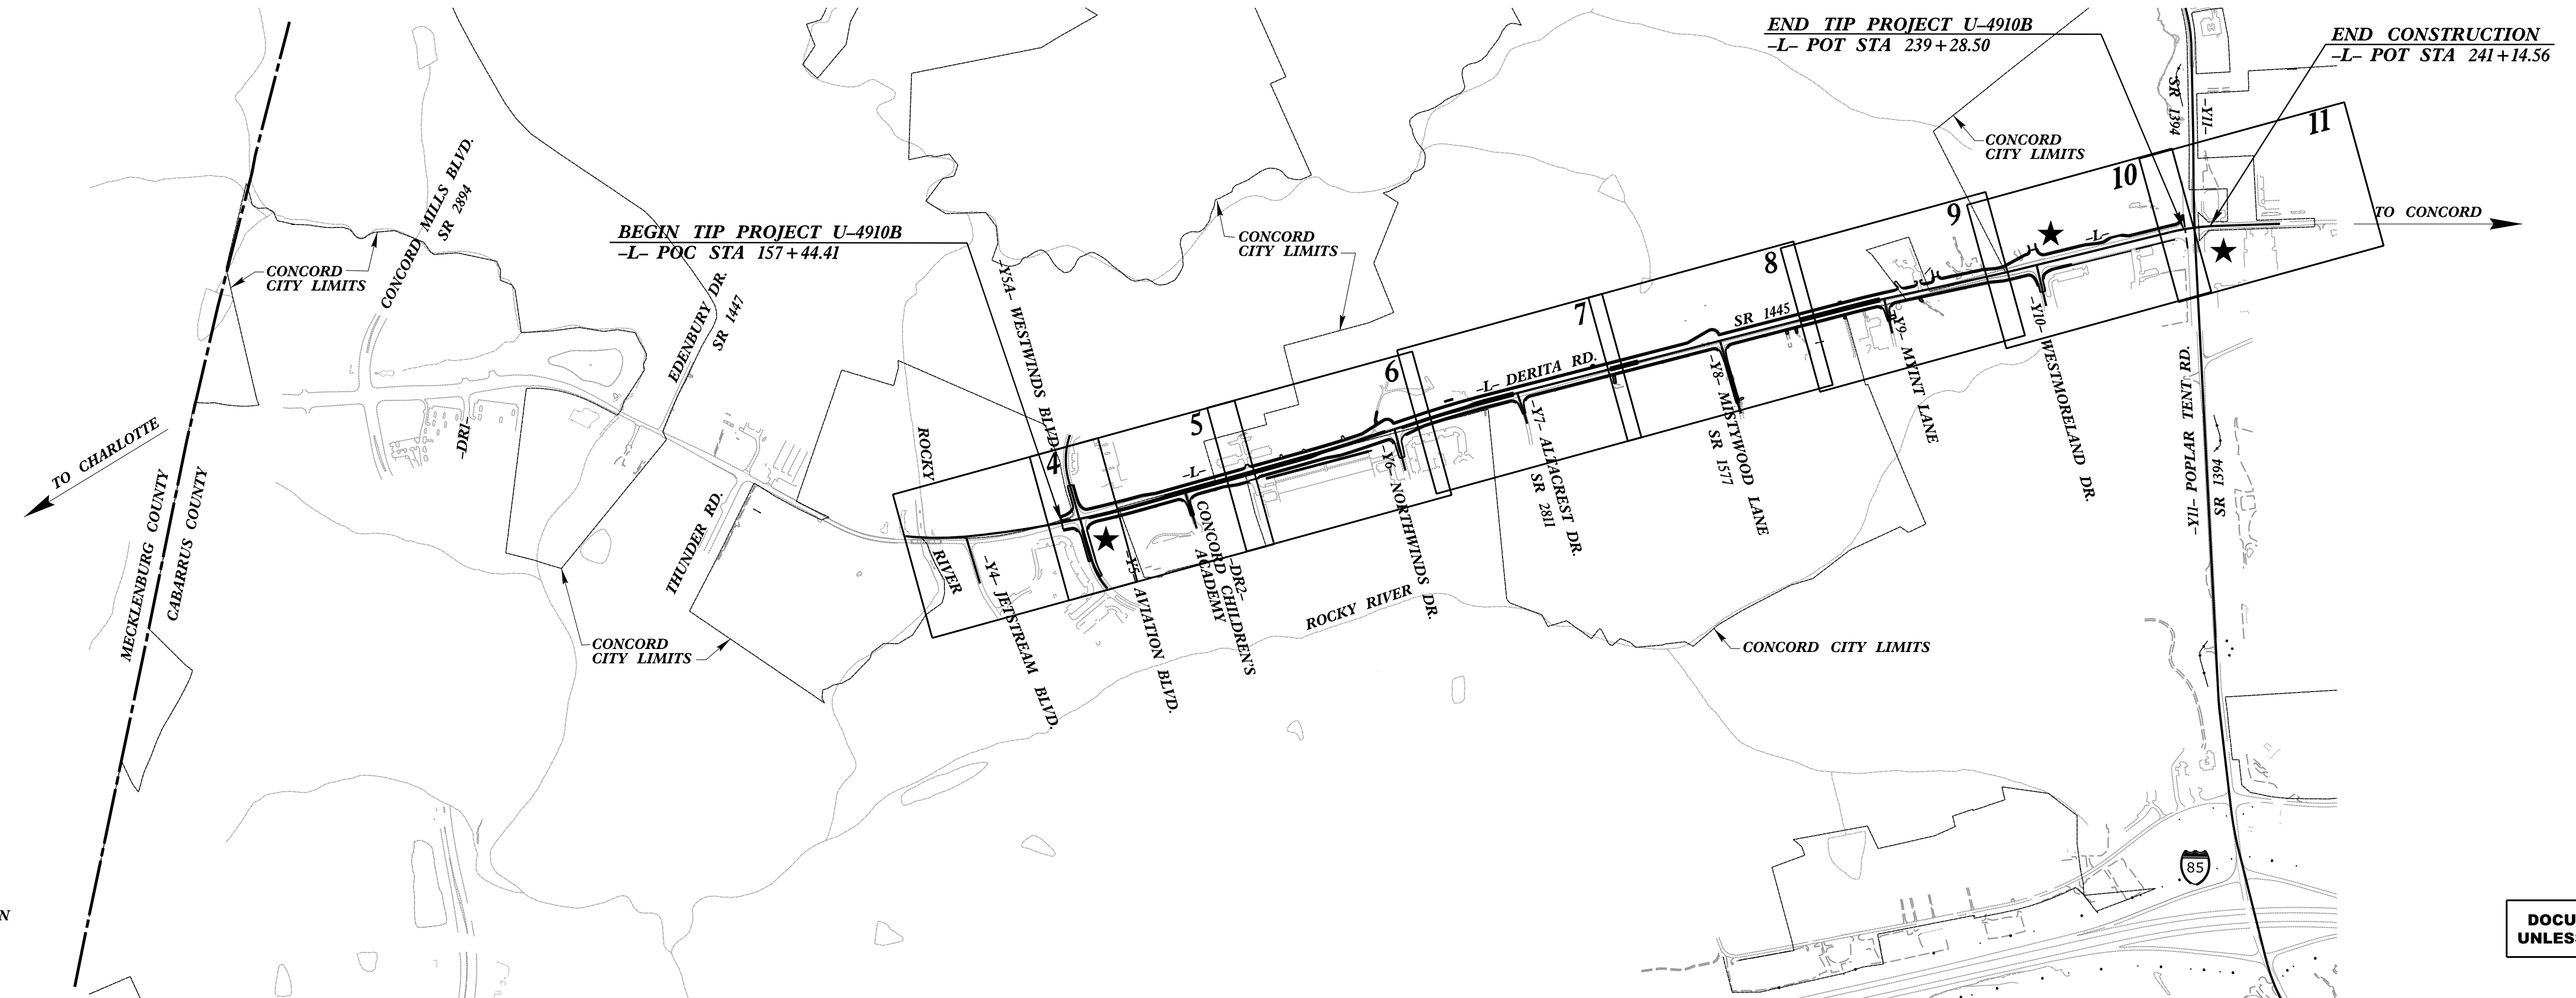 END TIP PROJECT U-4910B
-L- POT STA 239+28.50
END CONSTRUCTION
-L- POT STA 241+14.56
SR 1394
-Y11-
11
CONCORD
CITY LIMITS
10
CONCORD MILLS BLVD.
SR 2894
9
TO CONCORD
BEGIN TIP PROJECT U-4910B
-L- POC STA 157+44.41
CONCORD
CITY LIMITS
-L-
8
CONCORD
CITY LIMITS
-Y5A- WESTWINDS BLVD.
EDENBURY DR.
SR 1447
7
SR 1445
-Y9- MYINT LANE
-Y10- WESTMORELAND DR.
6
-L- DERITA RD.
-Y8- MISTYWOOD LANE
SR 1577
-Y11- POPLAR TENT RD.
SR 1394
5
-Y7- ALTACREST DR.
SR 2811
-DR1-
TO CHARLOTTE
4
-L-
-Y6- NORTHWINDS DR.
ROCKY
RIVER
MECKLENBURG COUNTY
CABARRUS COUNTY
THUNDER RD.
-Y4- JETSTREAM BLVD.
-Y5- AVIATION BLVD.
-DR2-
CONCORD CHILDREN'S
ACADEMY
ROCKY RIVER
CONCORD
CITY LIMITS
CONCORD CITY LIMITS
85
N
DOCU
UNLES